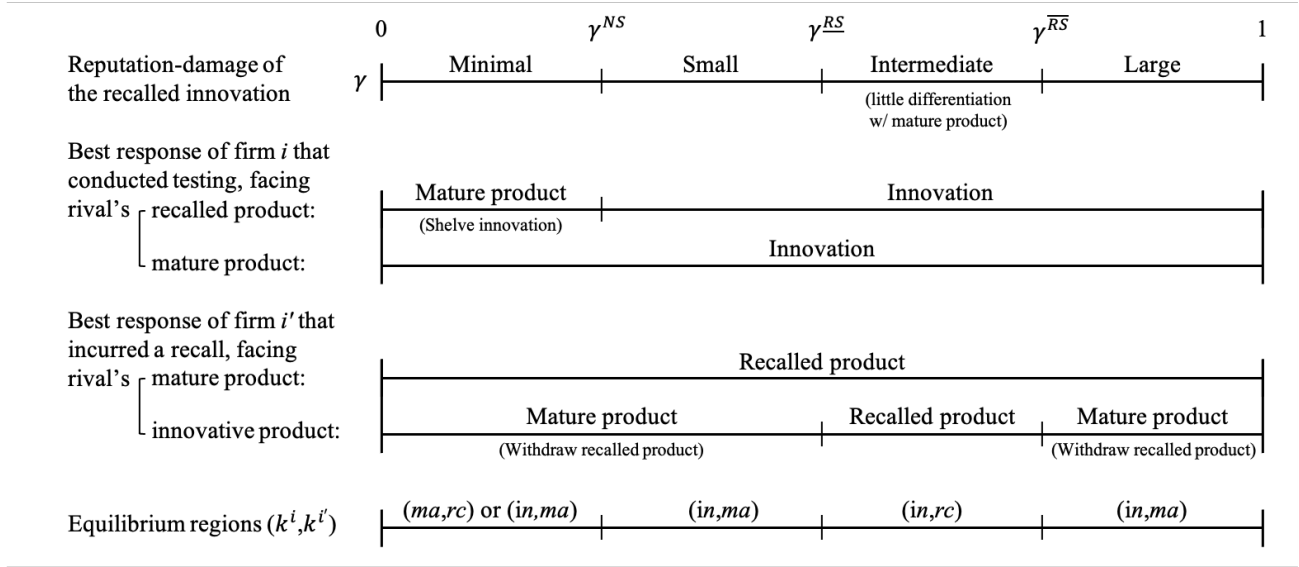 0 γ^NS γ^<u>RS</u> γ^R̅S̅ 1
Reputation-damage of
the recalled innovation
γ Minimal Small Intermediate Large
(little differentiation
w/ mature product)
Best response of firm i that
conducted testing, facing
rival's recalled product:
Mature product Innovation
(Shelve innovation)
mature product:
Innovation
Best response of firm i′ that
incurred a recall, facing
rival's mature product:
Recalled product
innovative product:
Mature product Recalled product Mature product
(Withdraw recalled product) (Withdraw recalled product)
Equilibrium regions (k^i,k^i′)
(ma,rc) or (in,ma) (in,ma) (in,rc) (in,ma)